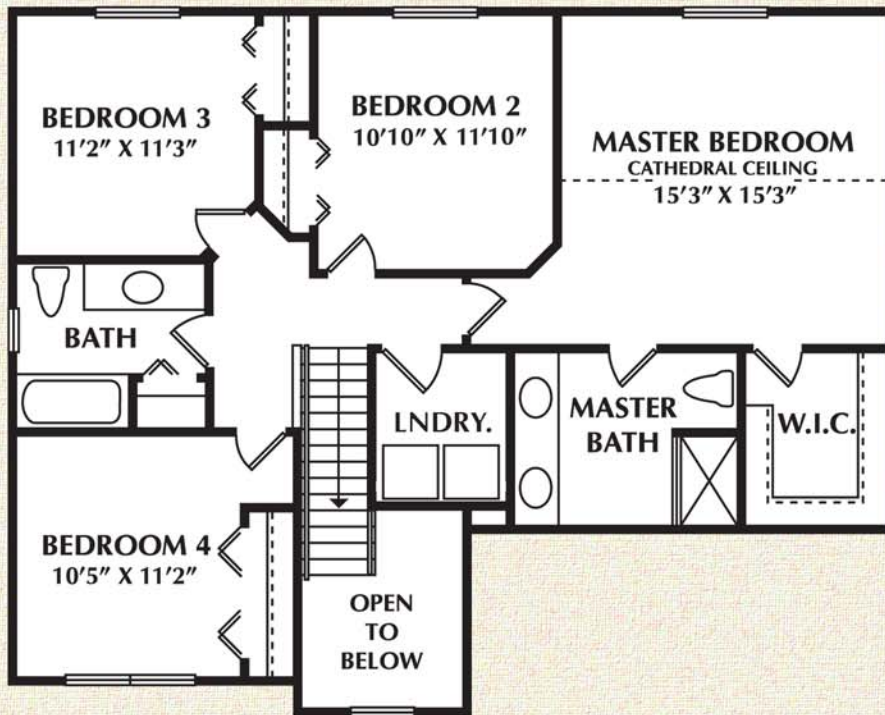 BEDROOM 3
11′2″ X 11′3″
BEDROOM 2
10′10″ X 11′10″
MASTER BEDROOM
CATHEDRAL CEILING
15′3″ X 15′3″
BATH
LNDRY.
MASTER
BATH
W.I.C.
BEDROOM 4
10′5″ X 11′2″
OPEN
TO
BELOW